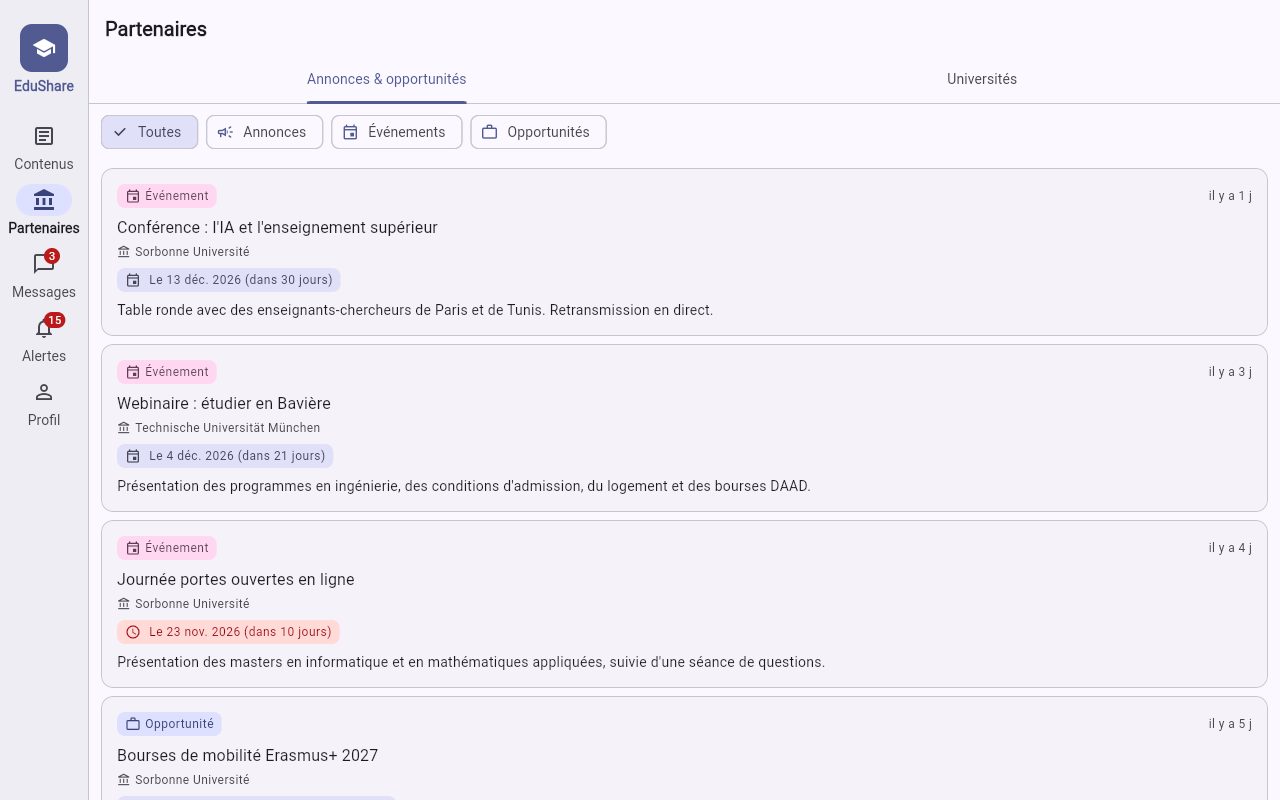 Partenaires
EduShare
Contenus
Partenaires
3
Messages
15
Alertes
Profil
Annonces & opportunités
Universités
Toutes
Annonces
Événements
Opportunités
Événement
il y a 1 j
Conférence : l'IA et l'enseignement supérieur
Sorbonne Université
Le 13 déc. 2026 (dans 30 jours)
Table ronde avec des enseignants-chercheurs de Paris et de Tunis. Retransmission en direct.
Événement
il y a 3 j
Webinaire : étudier en Bavière
Technische Universität München
Le 4 déc. 2026 (dans 21 jours)
Présentation des programmes en ingénierie, des conditions d'admission, du logement et des bourses DAAD.
Événement
il y a 4 j
Journée portes ouvertes en ligne
Sorbonne Université
Le 23 nov. 2026 (dans 10 jours)
Présentation des masters en informatique et en mathématiques appliquées, suivie d'une séance de questions.
Opportunité
il y a 5 j
Bourses de mobilité Erasmus+ 2027
Sorbonne Université